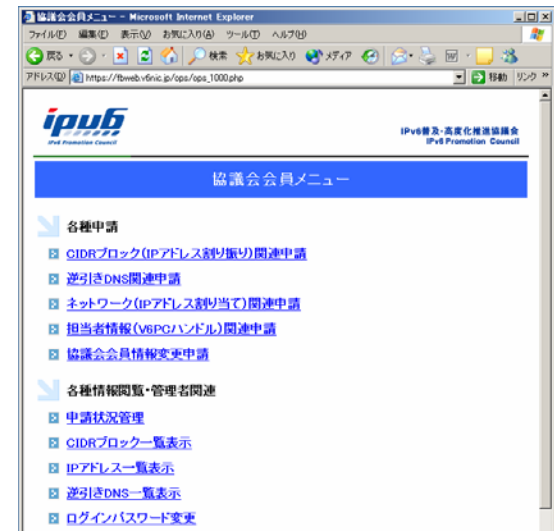 協議会会員メニュー - Microsoft Internet Explorer
ファイル(F) 編集(E) 表示(V) お気に入り(A) ツール(T) ヘルプ(H)
戻る 検索 お気に入り メディア
アドレス(D) https://fbweb.v6nic.jp/ops/ops_1000.php 移動 リンク »
ipv6
IPv6 Promotion Council
IPv6普及・高度化推進協議会
IPv6 Promotion Council
協議会会員メニュー
各種申請
CIDRブロック(IPアドレス割り振り)関連申請
逆引きDNS関連申請
ネットワーク(IPアドレス割り当て)関連申請
担当者情報(V6PCハンドル)関連申請
協議会会員情報変更申請
各種情報閲覧・管理者関連
申請状況管理
CIDRブロック一覧表示
IPアドレス一覧表示
逆引きDNS一覧表示
ログインパスワード変更